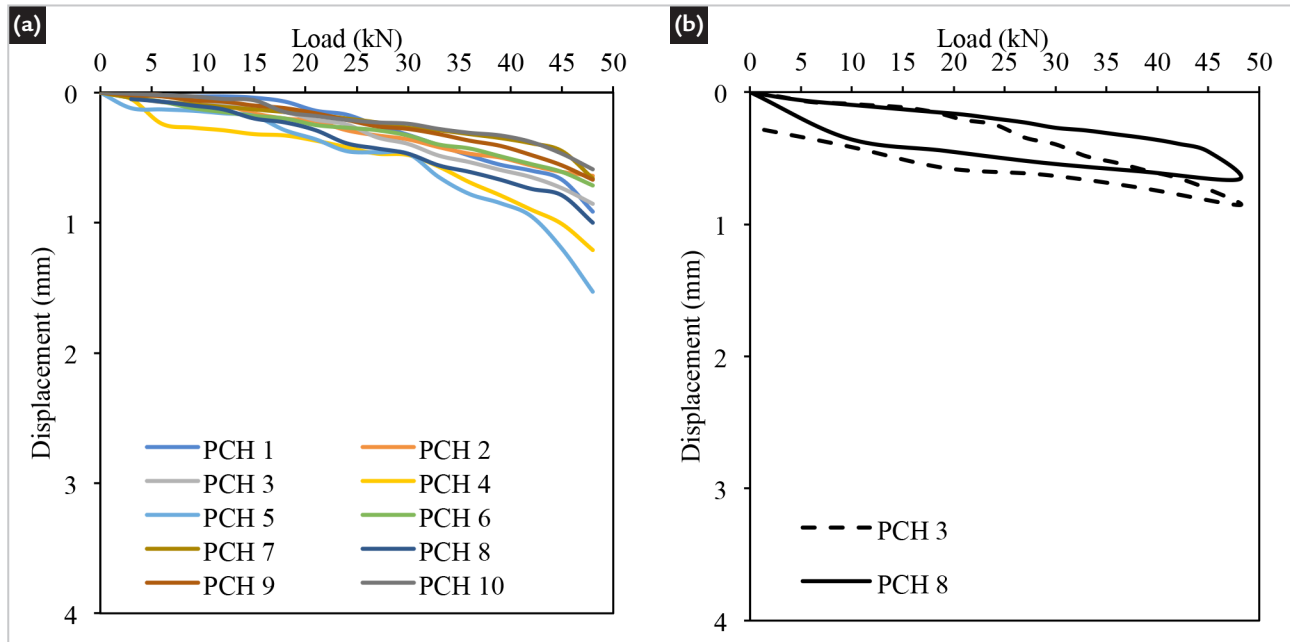 (a)
Load (kN)
0 5 10 15 20 25 30 35 40 45 50
0
1
2
3
4
Displacement (mm)
PCH 1 PCH 2
PCH 3 PCH 4
PCH 5 PCH 6
PCH 7 PCH 8
PCH 9 PCH 10
(b)
Load (kN)
0 5 10 15 20 25 30 35 40 45 50
0
1
2
3
4
Displacement (mm)
PCH 3
PCH 8